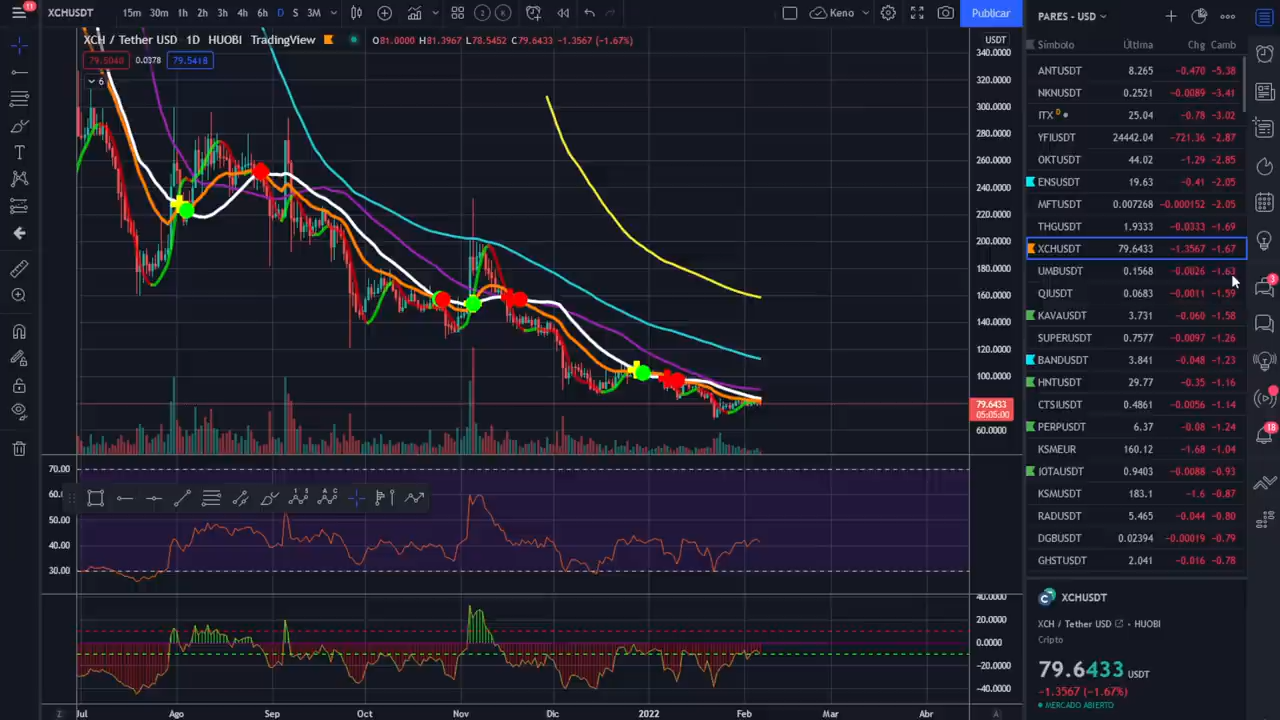 11
XCHUSDT
15m 30m 1h 2h 3h 4h 6h D S 3M
2
K
Keno
Publicar
PARES - USD
XCH / Tether USD 1D HUOBI TradingView
O81.0000 H81.3967 L78.5452 C79.6433 -1.3567 (-1.67%)
79.5040
0.0378
79.5418
6
USDT
340.0000
320.0000
300.0000
280.0000
260.0000
240.0000
220.0000
200.0000
180.0000
160.0000
140.0000
120.0000
100.0000
79.6433
05:05:00
60.0000
70.00
60.
50.00
40.00
30.00
40.0000
20.0000
0.0000
-20.0000
-40.0000
Jul
Ago
Sep
Oct
Nov
Dic
2022
Feb
Mar
Abr
Símbolo Última Chg Camb
ANTUSDT 8.265 -0.470 -5.38
NKNUSDT 0.2521 -0.0089 -3.41
ITX D 25.04 -0.78 -3.02
YFIUSDT 24442.04 -721.36 -2.87
OKTUSDT 44.02 -1.29 -2.85
ENSUSDT 19.63 -0.41 -2.05
MFTUSDT 0.007268 -0.000152 -2.05
THGUSDT 1.9333 -0.0333 -1.69
XCHUSDT 79.6433 -1.3567 -1.67
UMBUSDT 0.1568 -0.0026 -1.63
QIUSDT 0.0683 -0.0011 -1.59
KAVAUSDT 3.731 -0.060 -1.58
SUPERUSDT 0.7577 -0.0097 -1.26
BANDUSDT 3.841 -0.048 -1.23
HNTUSDT 29.77 -0.35 -1.16
CTSIUSDT 0.4861 -0.0056 -1.14
PERPUSDT 6.37 -0.08 -1.24
KSMEUR 160.12 -1.68 -1.04
IOTAUSDT 0.9403 -0.0088 -0.93
KSMUSDT 183.1 -1.6 -0.87
RADUSDT 5.465 -0.044 -0.80
DGBUSDT 0.02394 -0.00019 -0.79
GHSTUSDT 2.041 -0.016 -0.78
3
18
XCHUSDT
XCH / Tether USD • HUOBI
Cripto
79.6433 USDT
-1.3567 (-1.67%)
MERCADO ABIERTO